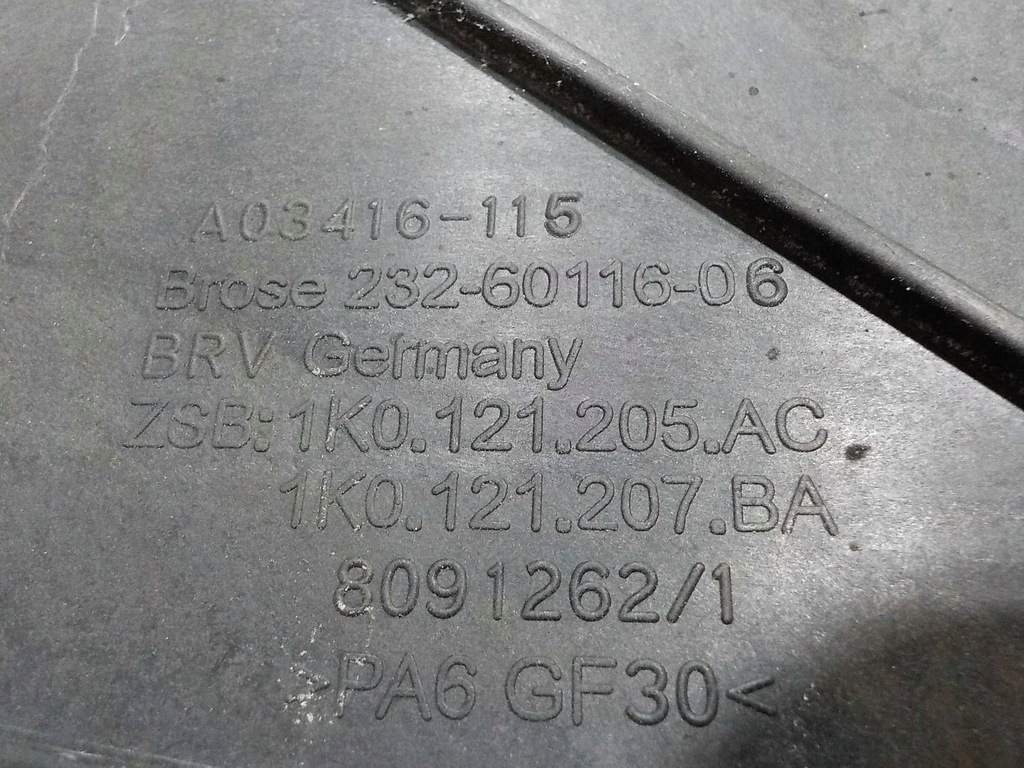 A03416-115
Brose 232-60116-06
BRV Germany
ZSB: 1K0.121.205.AC
1K0.121.207.BA
8091262/1
>PA6 GF30<